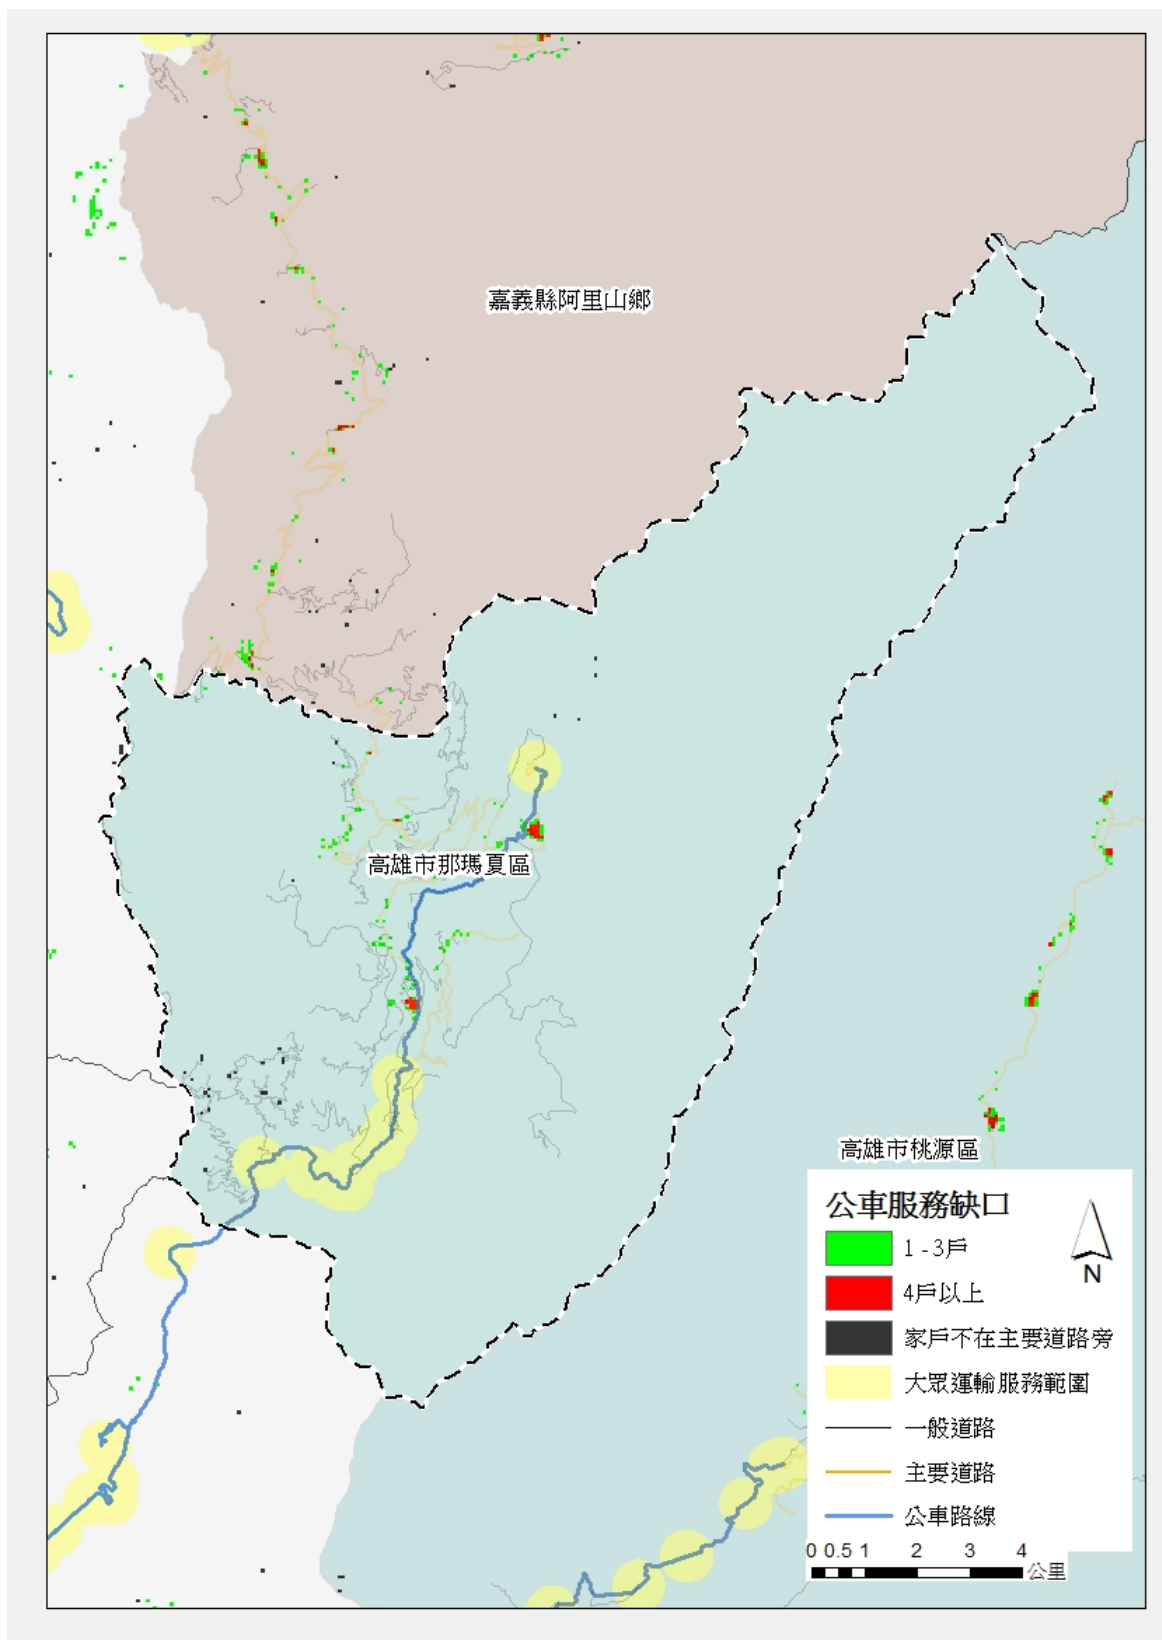 嘉義縣阿里山鄉
高雄市那瑪夏區
高雄市桃源區
公車服務缺口
1 - 3戶
4戶以上
家戶不在主要道路旁
大眾運輸服務範圍
一般道路
主要道路
公車路線
N
0 0.5 1 2 3 4
公里